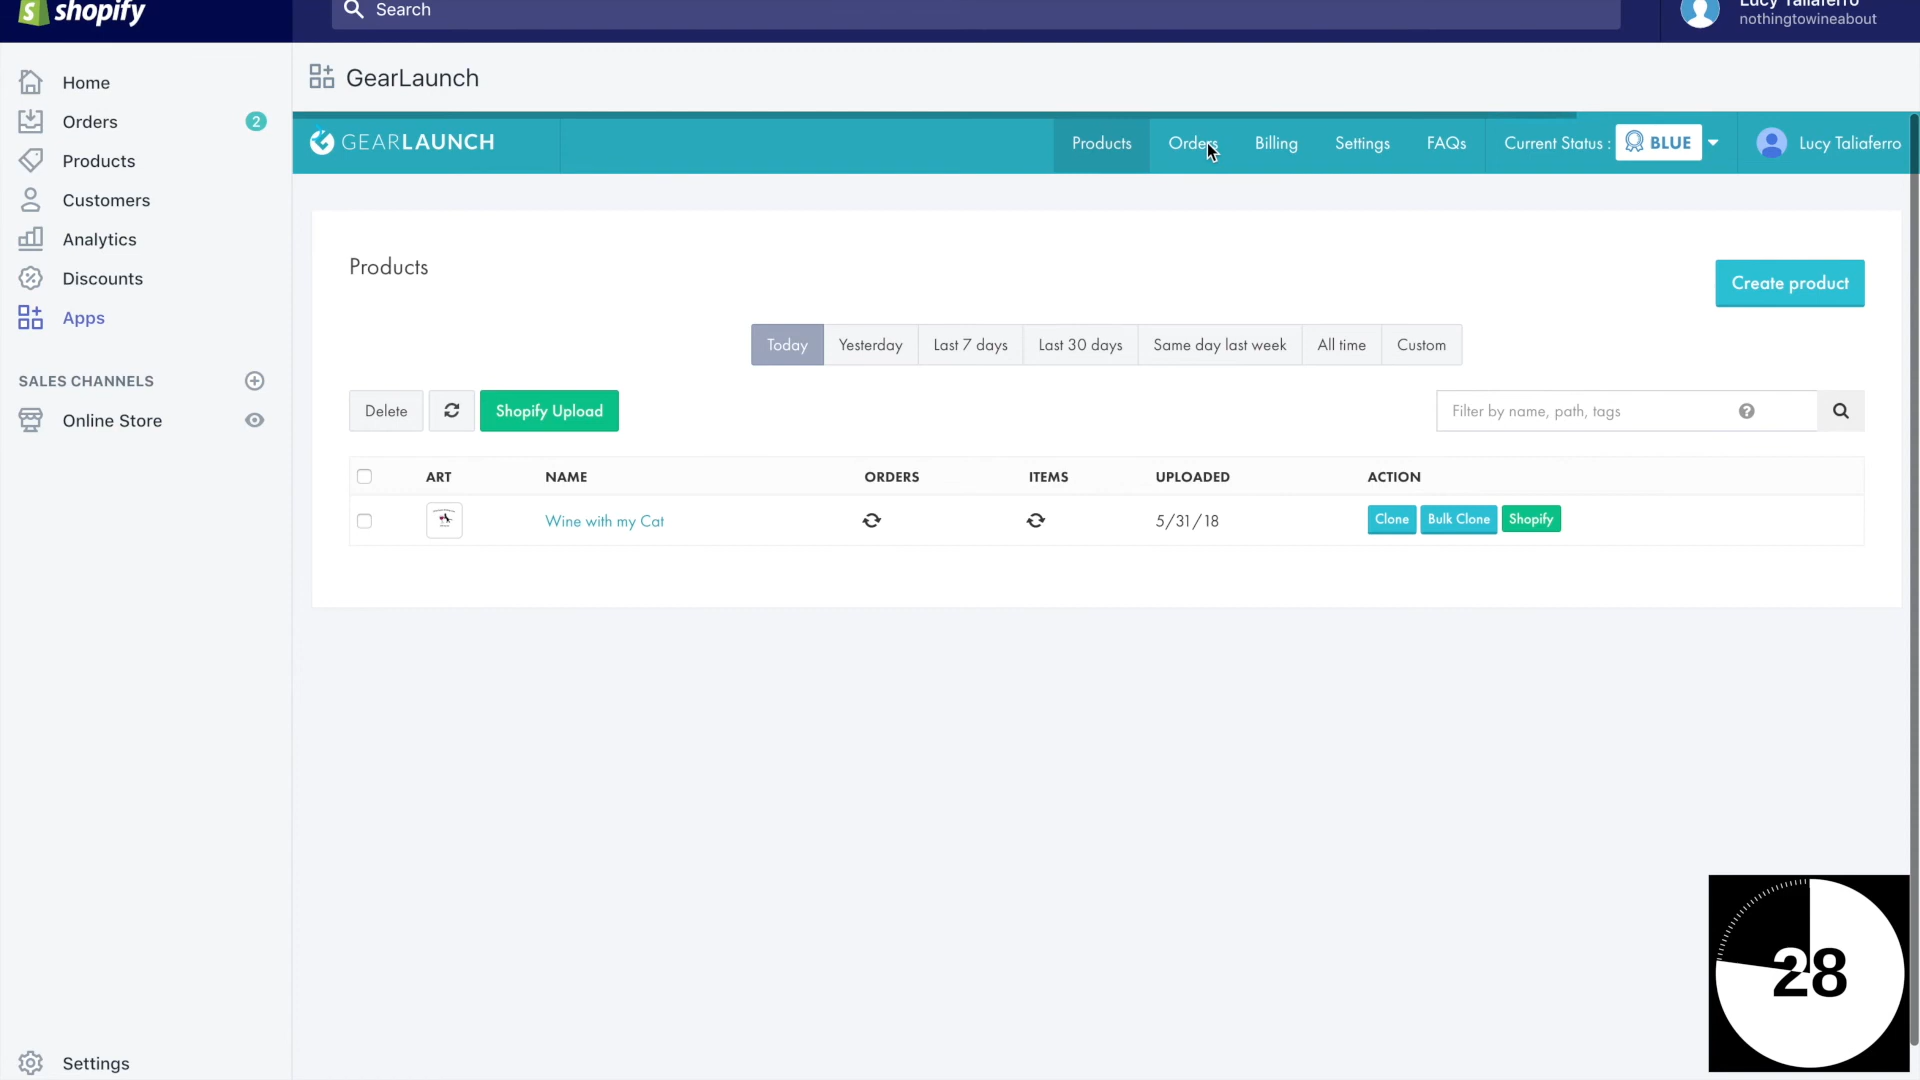 shopify
Search
Lucy Taliaferro
nothingtowineabout
Home
Orders
2
Products
Customers
Analytics
Discounts
Apps
SALES CHANNELS
Online Store
Settings
GearLaunch
GEARLAUNCH
Products
Orders
Billing
Settings
FAQs
Current Status :
BLUE
Lucy Taliaferro
Products
Create product
Today
Yesterday
Last 7 days
Last 30 days
Same day last week
All time
Custom
Delete
Shopify Upload
Filter by name, path, tags
?
ART
NAME
ORDERS
ITEMS
UPLOADED
ACTION
Wine with my Cat
5/31/18
Clone
Bulk Clone
Shopify
28